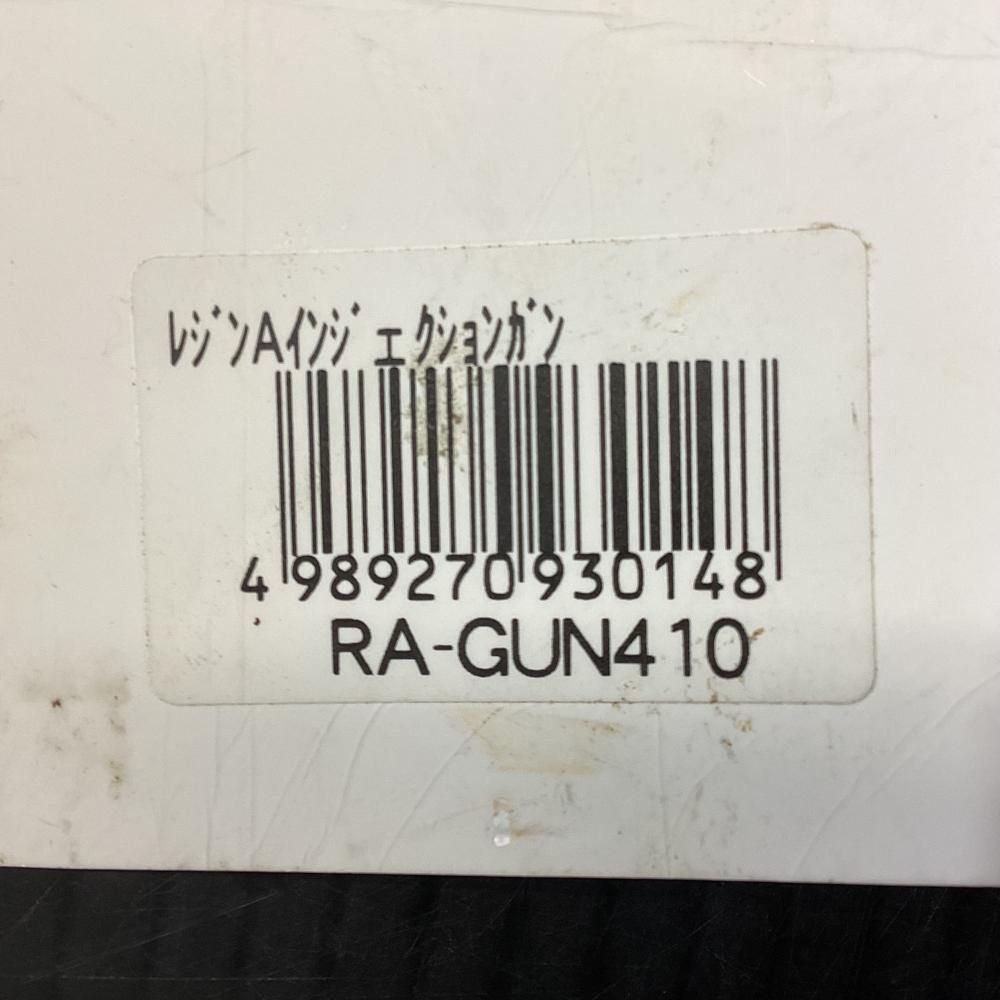 ﾚｼﾞﾝAｲﾝｼﾞｪｸｼｮﾝｶﾞﾝ
4 989270 930148
RA-GUN410